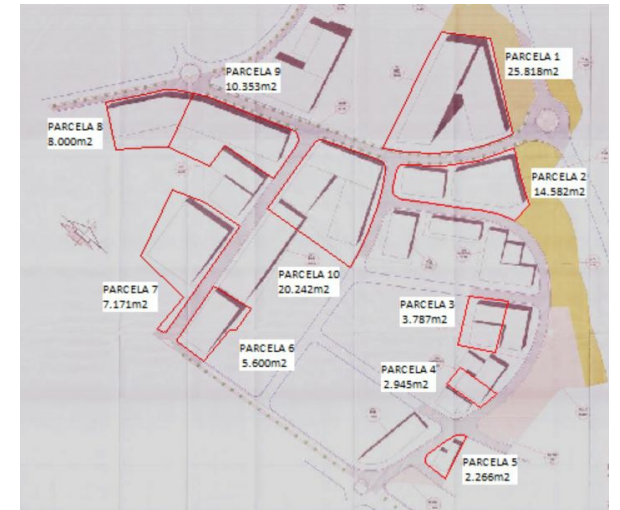 PARCELA 1
25.818m2
PARCELA 9
10.353m2
PARCELA 8
8.000m2
PARCELA 2
14.582m2
PARCELA 10
20.242m2
PARCELA 7
7.171m2
PARCELA 3
3.787m2
PARCELA 6
5.600m2
PARCELA 4
2.945m2
PARCELA 5
2.266m2